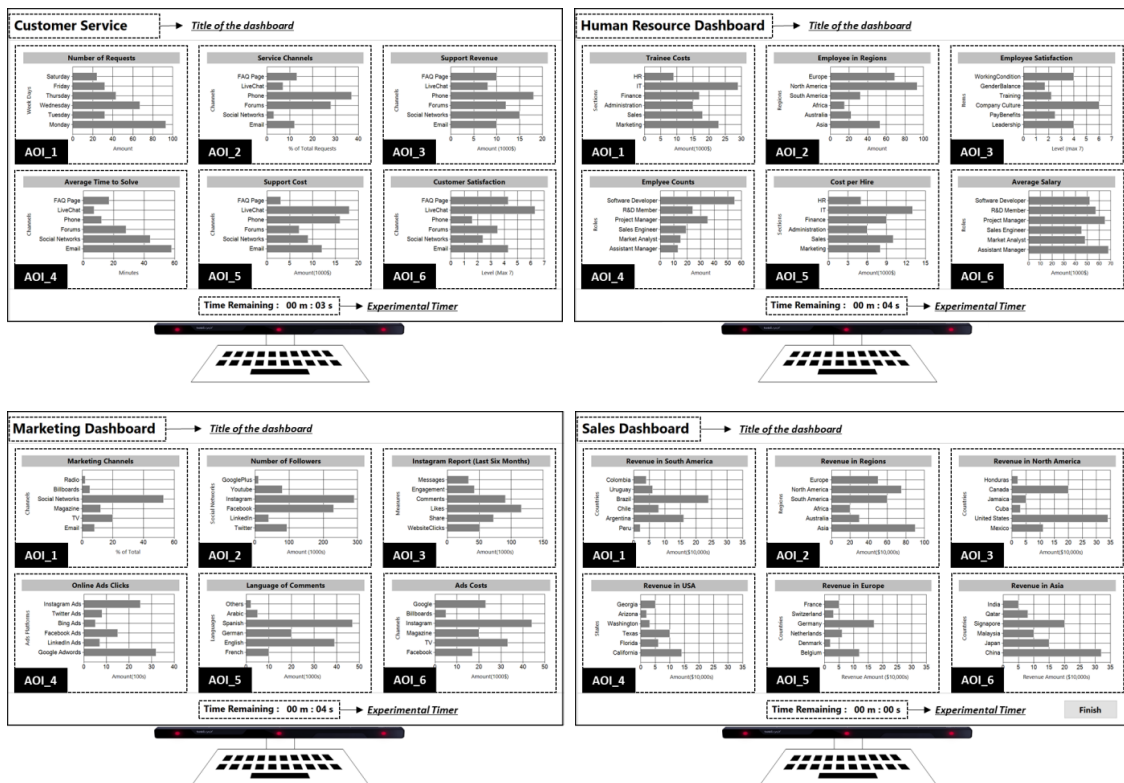 Customer Service
Title of the dashboard
Number of Requests
Week Days
Saturday
Friday
Thursday
Wednesday
Tuesday
Monday
0 20 40 60 80 100
Amount
AOI_1
Service Channels
Channels
FAQ Page
LiveChat
Phone
Forums
Social Networks
Email
0 10 20 30 40
% of Total Requests
AOI_2
Support Revenue
Channels
FAQ Page
LiveChat
Phone
Forums
Social Networks
Email
0 5 10 15 20
Amount (1000$)
AOI_3
Average Time to Solve
Channels
FAQ Page
LiveChat
Phone
Forums
Social Networks
Email
0 20 40 60
Minutes
AOI_4
Support Cost
Channels
FAQ Page
LiveChat
Phone
Forums
Social Networks
Email
0 5 10 15 20
Amount(1000$)
AOI_5
Customer Satisfaction
Channels
FAQ Page
LiveChat
Phone
Forums
Social Networks
Email
0 1 2 3 4 5 6 7
Level (Max 7)
AOI_6
Time Remaining : 00 m : 03 s
Experimental Timer
Human Resource Dashboard
Title of the dashboard
Trainee Costs
Sections
HR
IT
Finance
Administration
Sales
Marketing
0 5 10 15 20 25 30
Amount(1000$)
AOI_1
Employee in Regions
Regions
Europe
North America
South America
Africa
Australia
Asia
0 20 40 60 80 100
Amount
AOI_2
Employee Satisfaction
Roles
WorkingCondition
GenderBalance
Training
Company Culture
PayBenefits
Leadership
0 1 2 3 4 5 6 7
Level (max 7)
AOI_3
Emplyee Counts
Roles
Software Developer
R&D Member
Project Manager
Sales Engineer
Market Analyst
Assistant Manager
0 10 20 30 40 50 60
Amount
AOI_4
Cost per Hire
Sections
HR
IT
Finance
Administration
Sales
Marketing
0 3 6 9 12 15
Amount(1000$)
AOI_5
Average Salary
Roles
Software Developer
R&D Member
Project Manager
Sales Engineer
Market Analyst
Assistant Manager
0 10 20 30 40 50 60 70
Amount(1000$)
AOI_6
Time Remaining : 00 m : 04 s
Experimental Timer
Marketing Dashboard
Title of the dashboard
Marketing Channels
Channels
Radio
Billboards
Social Networks
Magazine
TV
Email
0 20 40 60
% of Total
AOI_1
Number of Followers
Social Networks
GooglePlus
Youtube
Instagram
Facebook
LinkedIn
Twitter
0 100 200 300
Amount (1000s)
AOI_2
Instagram Report (Last Six Months)
Measures
Messages
Engagement
Comments
Likes
Share
WebsiteClicks
0 50 100 150
Amount(1000s)
AOI_3
Online Ads Clicks
Ads Platforms
Instagram Ads
Twitter Ads
Bing Ads
Facebook Ads
LinkedIn Ads
Google Adwords
0 10 20 30 40
Amount(100s)
AOI_4
Language of Comments
Languages
Others
Arabic
Spanish
German
English
French
0 10 20 30 40 50
Amount(1000s)
AOI_5
Ads Costs
Channels
Google
Billboards
Instagram
Magazine
TV
Facebook
0 10 20 30 40 50
Amount(1000$)
AOI_6
Time Remaining : 00 m : 04 s
Experimental Timer
Sales Dashboard
Title of the dashboard
Revenue in South America
Countries
Colombia
Uruguay
Brazil
Chile
Argentina
Peru
0 5 10 15 20 25 30 35
Amount($10,000s)
AOI_1
Revenue in Regions
Regions
Europe
North America
South America
Africa
Australia
Asia
0 20 40 60 80 100
Amount($10,000s)
AOI_2
Revenue in North America
Countries
Honduras
Canada
Jamaica
Cuba
United States
Mexico
0 5 10 15 20 25 30 35
Amount($10,000s)
AOI_3
Revenue in USA
States
Georgia
Arizona
Washington
Texas
Florida
California
0 5 10 15 20 25 30 35
Amount($10,000s)
AOI_4
Revenue in Europe
Countries
France
Switzerland
Germany
Netherlands
Denmark
Belgium
0 5 10 15 20 25 30 35
Revenue Amount ($10,000s)
AOI_5
Revenue in Asia
Countries
India
Qatar
Signapore
Malaysia
Japan
China
0 5 10 15 20 25 30 35
Revenue Amount ($10,000s)
AOI_6
Time Remaining : 00 m : 00 s
Experimental Timer
Finish